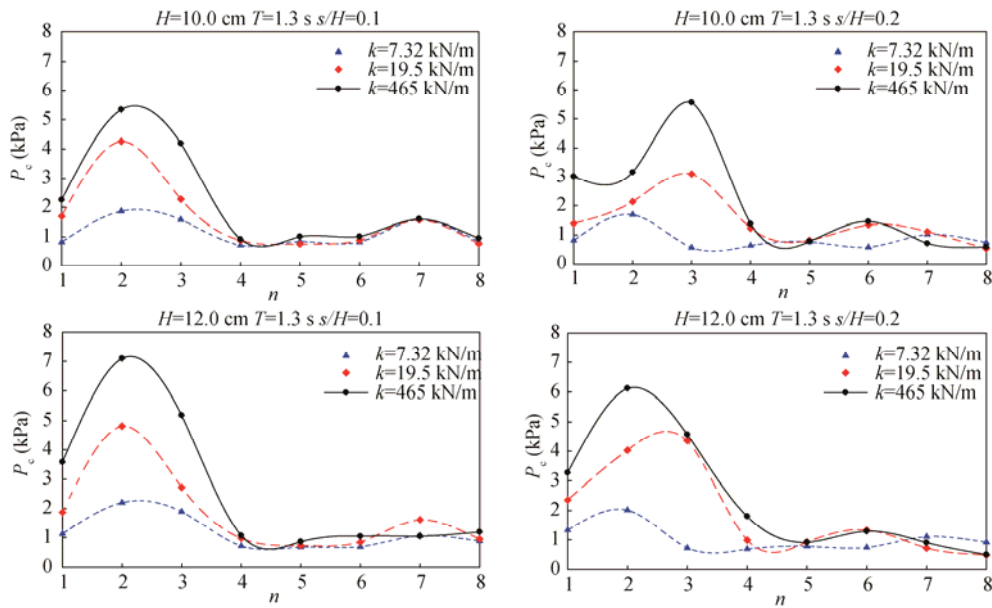 H=10.0 cm T=1.3 s s/H=0.1
8
7
6
5
4
3
2
1
0
P_c (kPa)
k=7.32 kN/m
k=19.5 kN/m
k=465 kN/m
1 2 3 4 5 6 7 8
n
H=10.0 cm T=1.3 s s/H=0.2
8
7
6
5
4
3
2
1
0
P_c (kPa)
k=7.32 kN/m
k=19.5 kN/m
k=465 kN/m
1 2 3 4 5 6 7 8
n
H=12.0 cm T=1.3 s s/H=0.1
8
7
6
5
4
3
2
1
0
P_c (kPa)
k=7.32 kN/m
k=19.5 kN/m
k=465 kN/m
1 2 3 4 5 6 7 8
n
H=12.0 cm T=1.3 s s/H=0.2
8
7
6
5
4
3
2
1
0
P_c (kPa)
k=7.32 kN/m
k=19.5 kN/m
k=465 kN/m
1 2 3 4 5 6 7 8
n